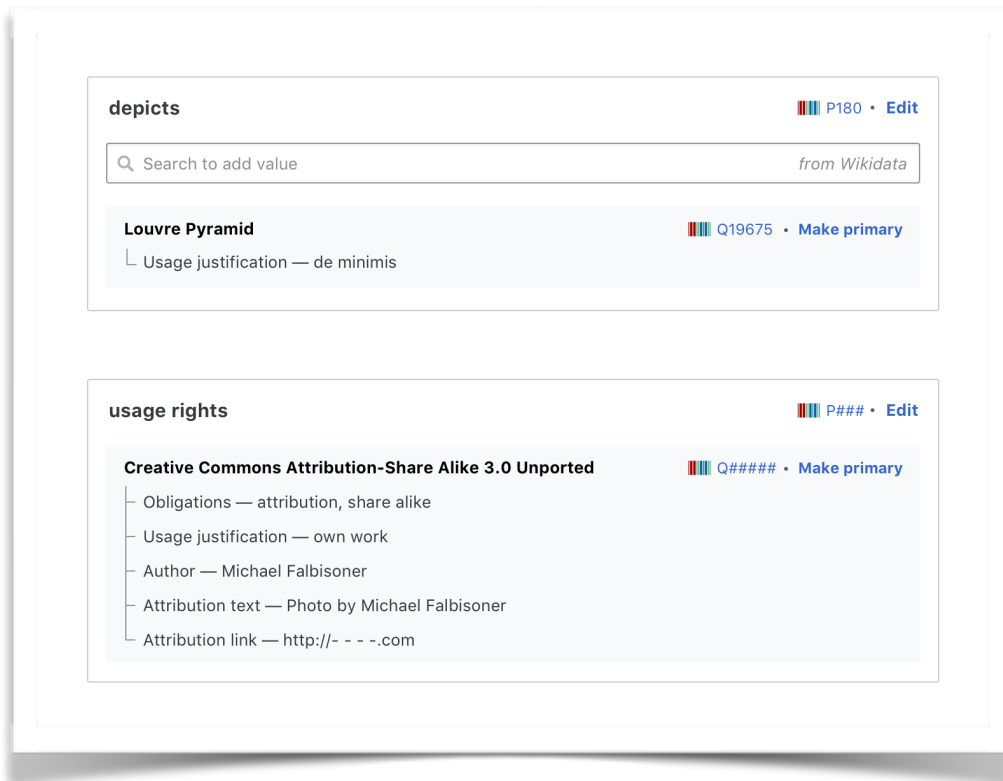 depicts P180 • Edit
Search to add value from Wikidata
Louvre Pyramid Q19675 • Make primary
Usage justification — de minimis
usage rights P### • Edit
Creative Commons Attribution-Share Alike 3.0 Unported Q##### • Make primary
Obligations — attribution, share alike
Usage justification — own work
Author — Michael Falbisoner
Attribution text — Photo by Michael Falbisoner
Attribution link — http://- - - -.com